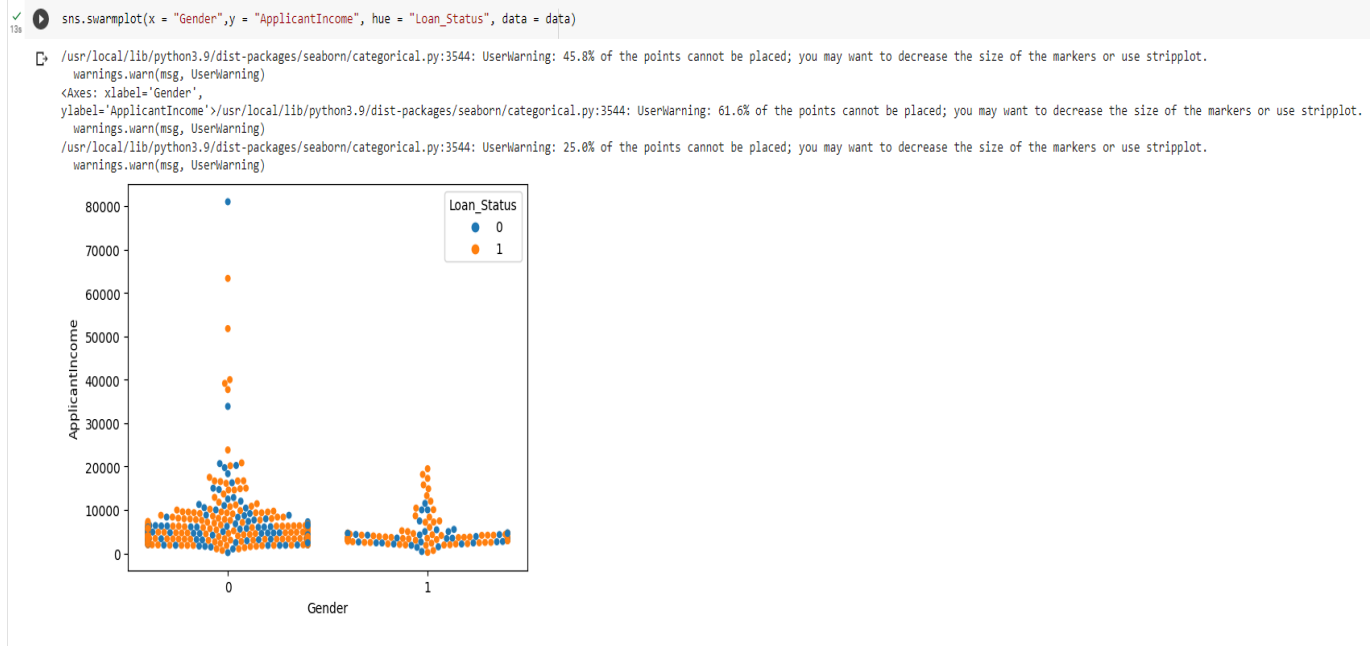 13s
sns.swarmplot(x = "Gender",y = "ApplicantIncome", hue = "Loan_Status", data = data)
/usr/local/lib/python3.9/dist-packages/seaborn/categorical.py:3544: UserWarning: 45.8% of the points cannot be placed; you may want to decrease the size of the markers or use stripplot.
warnings.warn(msg, UserWarning)
<Axes: xlabel='Gender',
ylabel='ApplicantIncome'>/usr/local/lib/python3.9/dist-packages/seaborn/categorical.py:3544: UserWarning: 61.6% of the points cannot be placed; you may want to decrease the size of the markers or use stripplot.
warnings.warn(msg, UserWarning)
/usr/local/lib/python3.9/dist-packages/seaborn/categorical.py:3544: UserWarning: 25.0% of the points cannot be placed; you may want to decrease the size of the markers or use stripplot.
warnings.warn(msg, UserWarning)
Loan_Status
0
1
80000
70000
60000
50000
40000
30000
20000
10000
0
ApplicantIncome
0 1
Gender